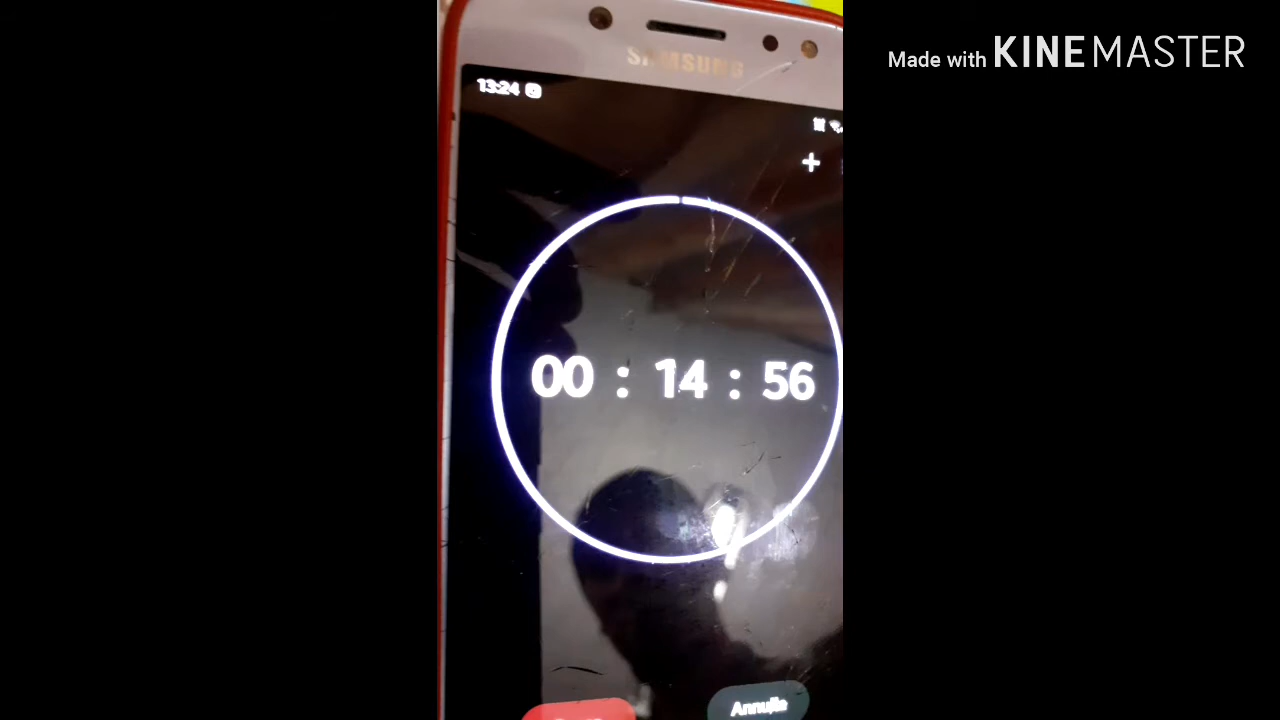 Made with KINEMASTER
SAMSUNG
13:24
+
00 : 14 : 56
Annulla